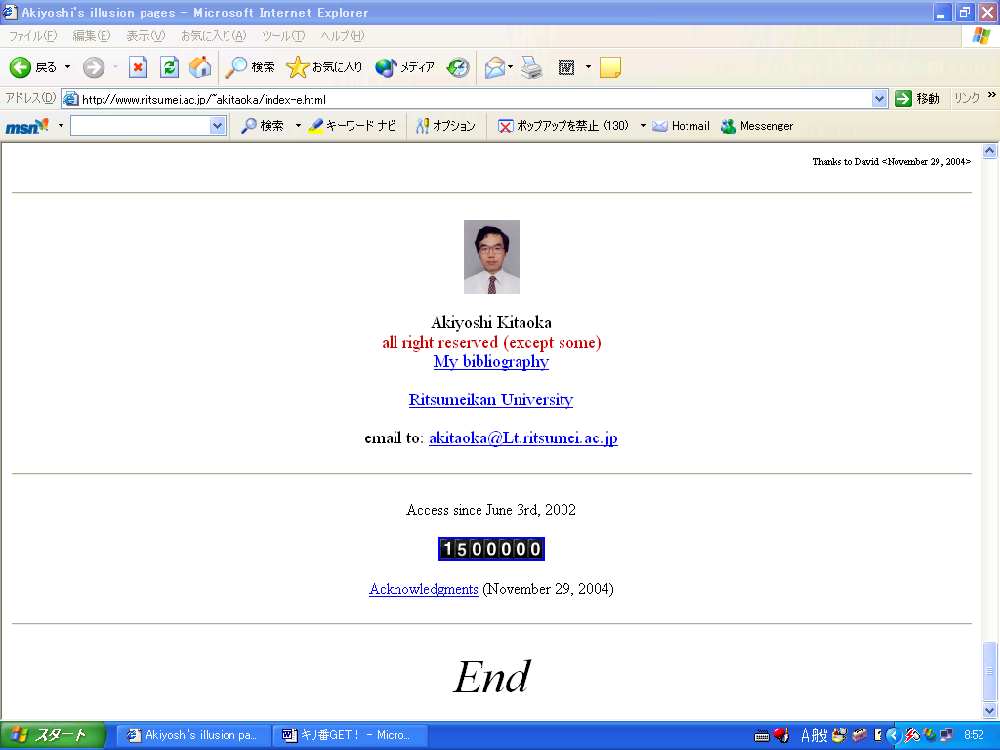 Akiyoshi's illusion pages - Microsoft Internet Explorer
ファイル(F) 編集(E) 表示(V) お気に入り(A) ツール(T) ヘルプ(H)
戻る 検索 お気に入り メディア
アドレス(D) http://www.ritsumei.ac.jp/~akitaoka/index-e.html 移動 リンク »
msn 検索 キーワード ナビ オプション ポップアップを禁止 (130) Hotmail Messenger
Thanks to David <November 29, 2004>
Akiyoshi Kitaoka
all right reserved (except some)
My bibliography
Ritsumeikan University
email to: akitaoka@Lt.ritsumei.ac.jp
Access since June 3rd, 2002
1500000
Acknowledgments (November 29, 2004)
End
スタート Akiyoshi's illusion pa... キリ番GET！ - Micro... A 般 8:52